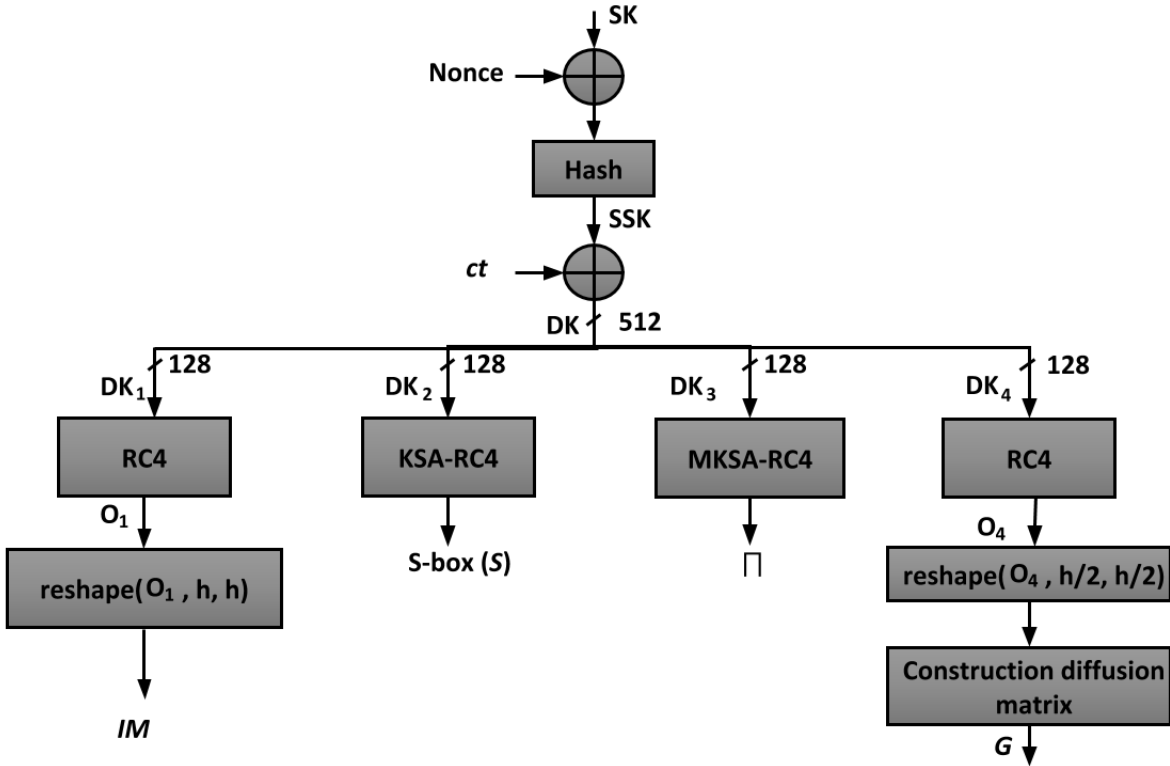 SK
Nonce
Hash
SSK
ct
DK 512
128 128 128 128
DK1 DK2 DK3 DK4
RC4 KSA-RC4 MKSA-RC4 RC4
O1 O4
S-box (S) ∏
reshape(O1 , h, h) reshape(O4 , h/2, h/2)
Construction diffusion
matrix
IM G